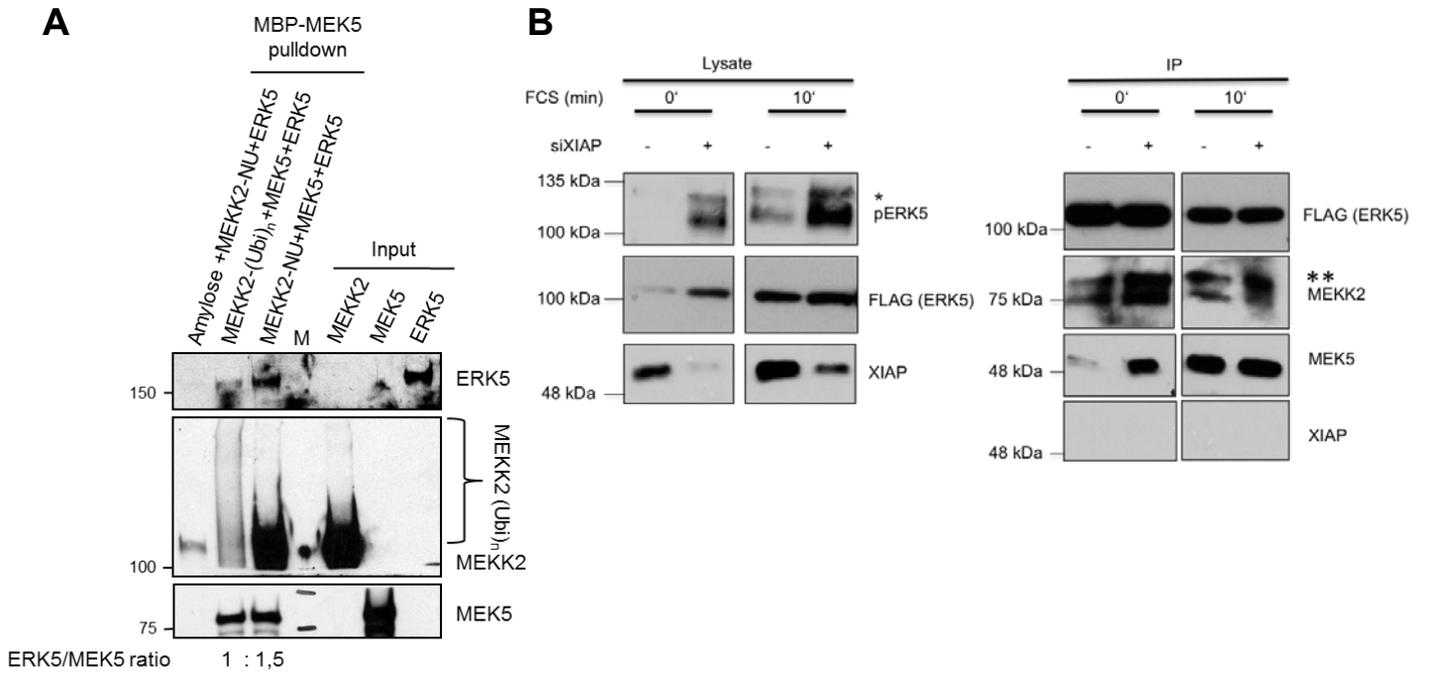 A
MBP-MEK5
pulldown
Amylose +MEKK2-NU+ERK5
MEKK2-(Ubi)n+MEK5+ERK5
MEKK2-NU+MEK5+ERK5
M
Input
MEKK2
MEK5
ERK5
150
ERK5
MEKK2 (Ubi)n
100
MEKK2
75
MEK5
ERK5/MEK5 ratio 1 : 1,5
B
Lysate
FCS (min) 0‘ 10‘
siXIAP - + - +
135 kDa
*
pERK5
100 kDa
100 kDa FLAG (ERK5)
XIAP
48 kDa
IP
0‘ 10‘
- + - +
FLAG (ERK5)
100 kDa
**
75 kDa MEKK2
48 kDa MEK5
XIAP
48 kDa